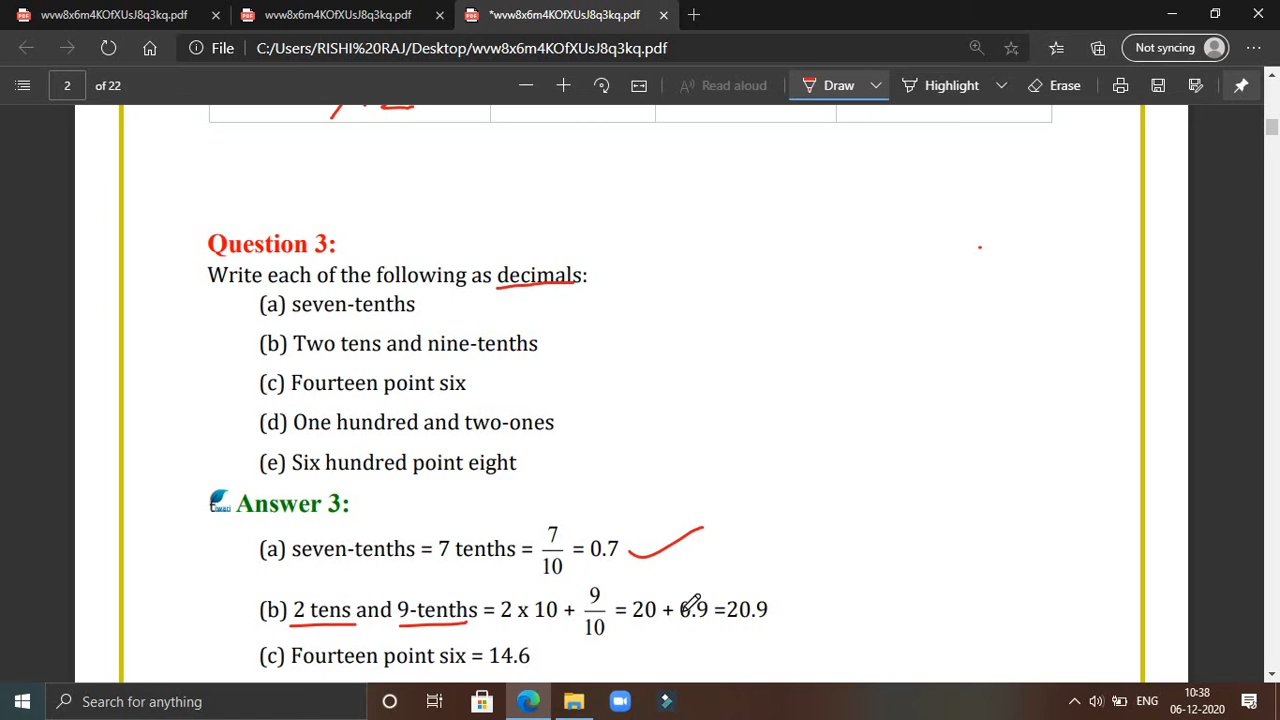 wvw8x6m4KOfXUsJ8q3kq.pdf
wvw8x6m4KOfXUsJ8q3kq.pdf
*wvw8x6m4KOfXUsJ8q3kq.pdf
File C:/Users/RISHI%20RAJ/Desktop/wvw8x6m4KOfXUsJ8q3kq.pdf Not syncing
2 of 22 Read aloud Draw Highlight Erase
Question 3:
Write each of the following as decimals:
(a) seven-tenths
(b) Two tens and nine-tenths
(c) Fourteen point six
(d) One hundred and two-ones
(e) Six hundred point eight
Answer 3:
(a) seven-tenths = 7 tenths = 7/10 = 0.7
(b) 2 tens and 9-tenths = 2 x 10 + 9/10 = 20 + 0.9 =20.9
(c) Fourteen point six = 14.6
Search for anything
ENG
10:38
06-12-2020